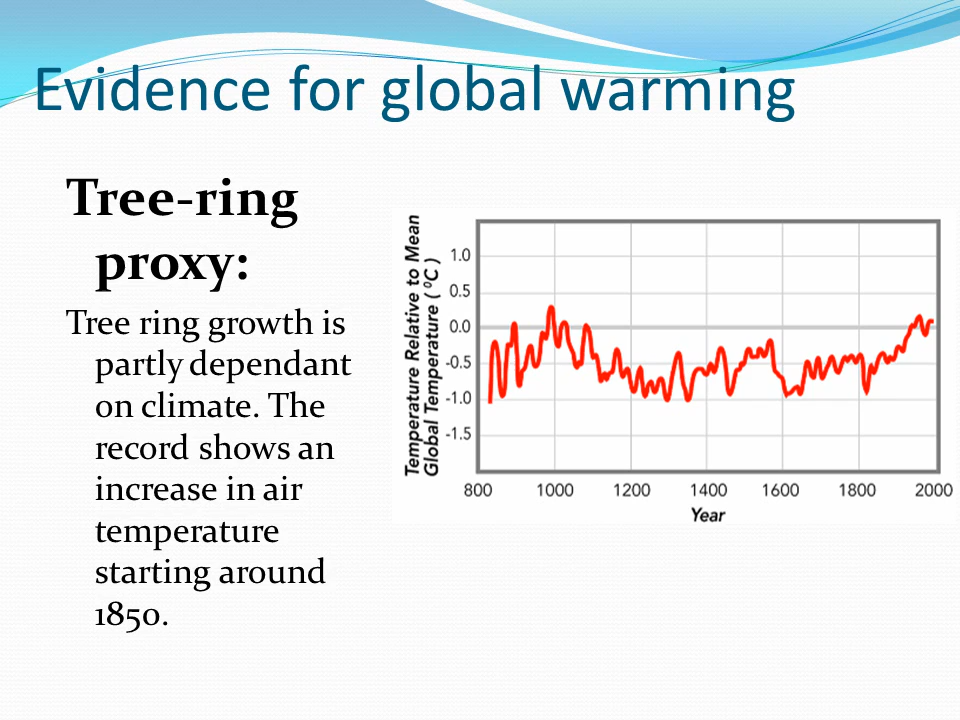 Evidence for global warming
Tree-ring
proxy:
Tree ring growth is
partly dependant
on climate. The
record shows an
increase in air
temperature
starting around
1850.
Temperature Relative to Mean
Global Temperature ( ⁰C )
1.0
0.5
0.0
-0.5
-1.0
-1.5
800 1000 1200 1400 1600 1800 2000
Year